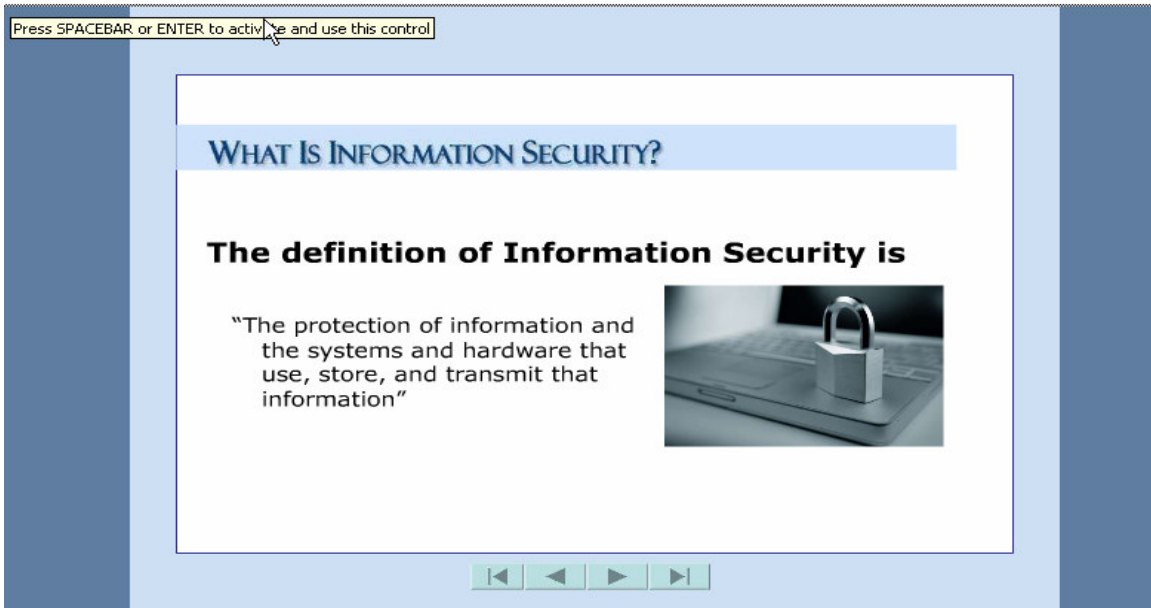 Press SPACEBAR or ENTER to activate and use this control
WHAT IS INFORMATION SECURITY?
The definition of Information Security is
“The protection of information and
the systems and hardware that
use, store, and transmit that
information”